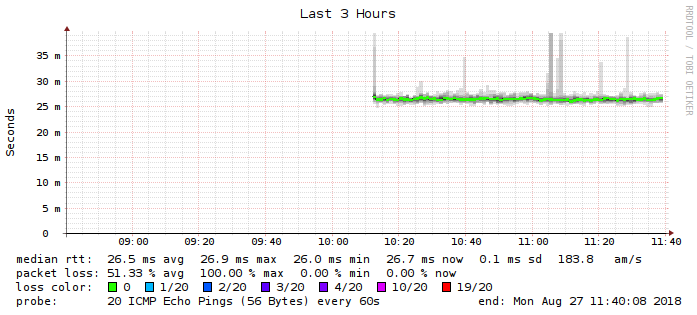 Last 3 Hours
RRDTOOL / TOBI OETIKER
Seconds
35 m
30 m
25 m
20 m
15 m
10 m
5 m
0
09:00 09:20 09:40 10:00 10:20 10:40 11:00 11:20 11:40
median rtt: 26.5 ms avg 26.9 ms max 26.0 ms min 26.7 ms now 0.1 ms sd 183.8 am/s
packet loss: 51.33 % avg 100.00 % max 0.00 % min 0.00 % now
loss color: 0 1/20 2/20 3/20 4/20 10/20 19/20
probe: 20 ICMP Echo Pings (56 Bytes) every 60s end: Mon Aug 27 11:40:08 2018